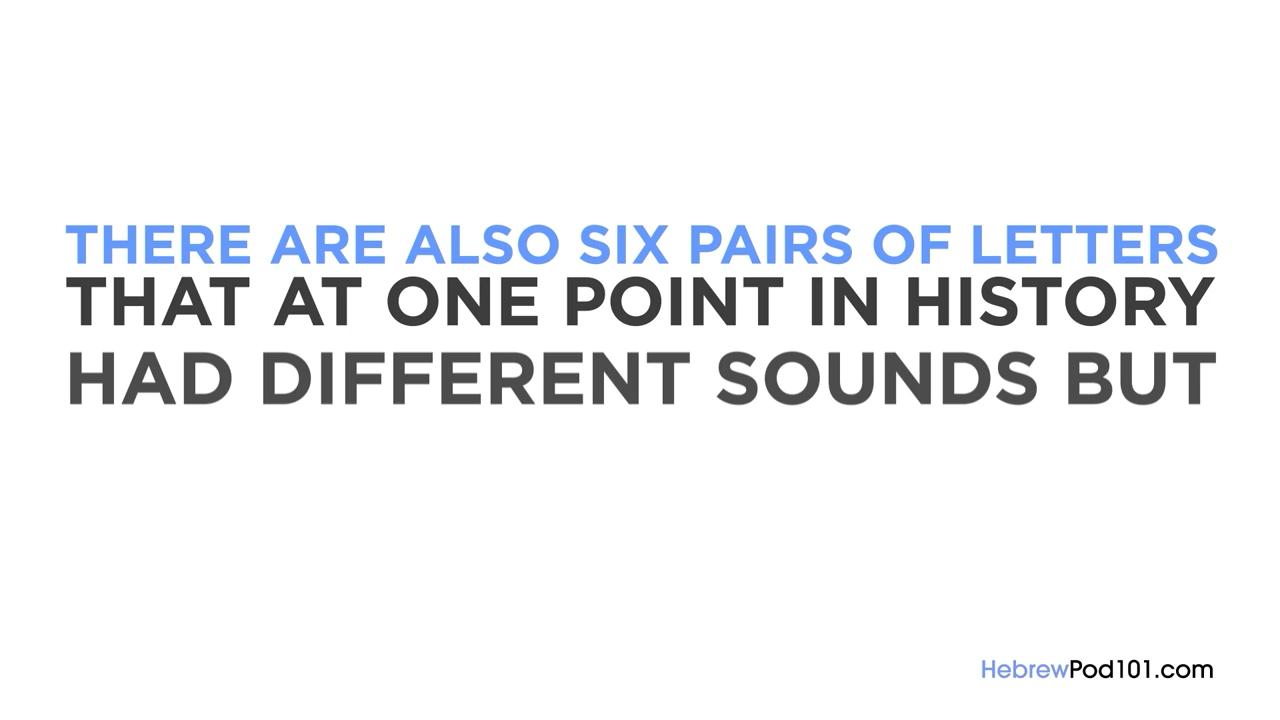 THERE ARE ALSO SIX PAIRS OF LETTERS
THAT AT ONE POINT IN HISTORY
HAD DIFFERENT SOUNDS BUT
HebrewPod101.com